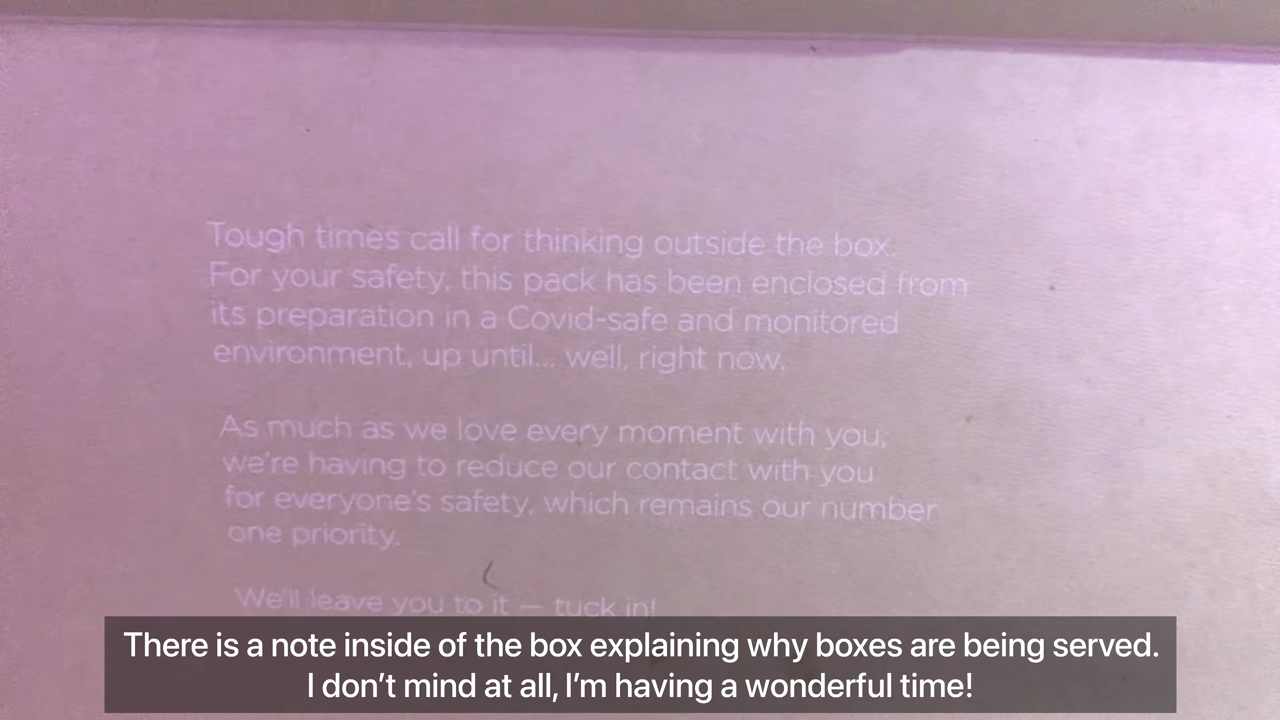 Tough times call for thinking outside the box.
For your safety, this pack has been enclosed from
its preparation in a Covid-safe and monitored
environment, up until... well, right now.
As much as we love every moment with you,
we're having to reduce our contact with you
for everyone's safety, which remains our number
one priority.
We'll leave you to it — tuck in!
There is a note inside of the box explaining why boxes are being served.
I don't mind at all, I'm having a wonderful time!